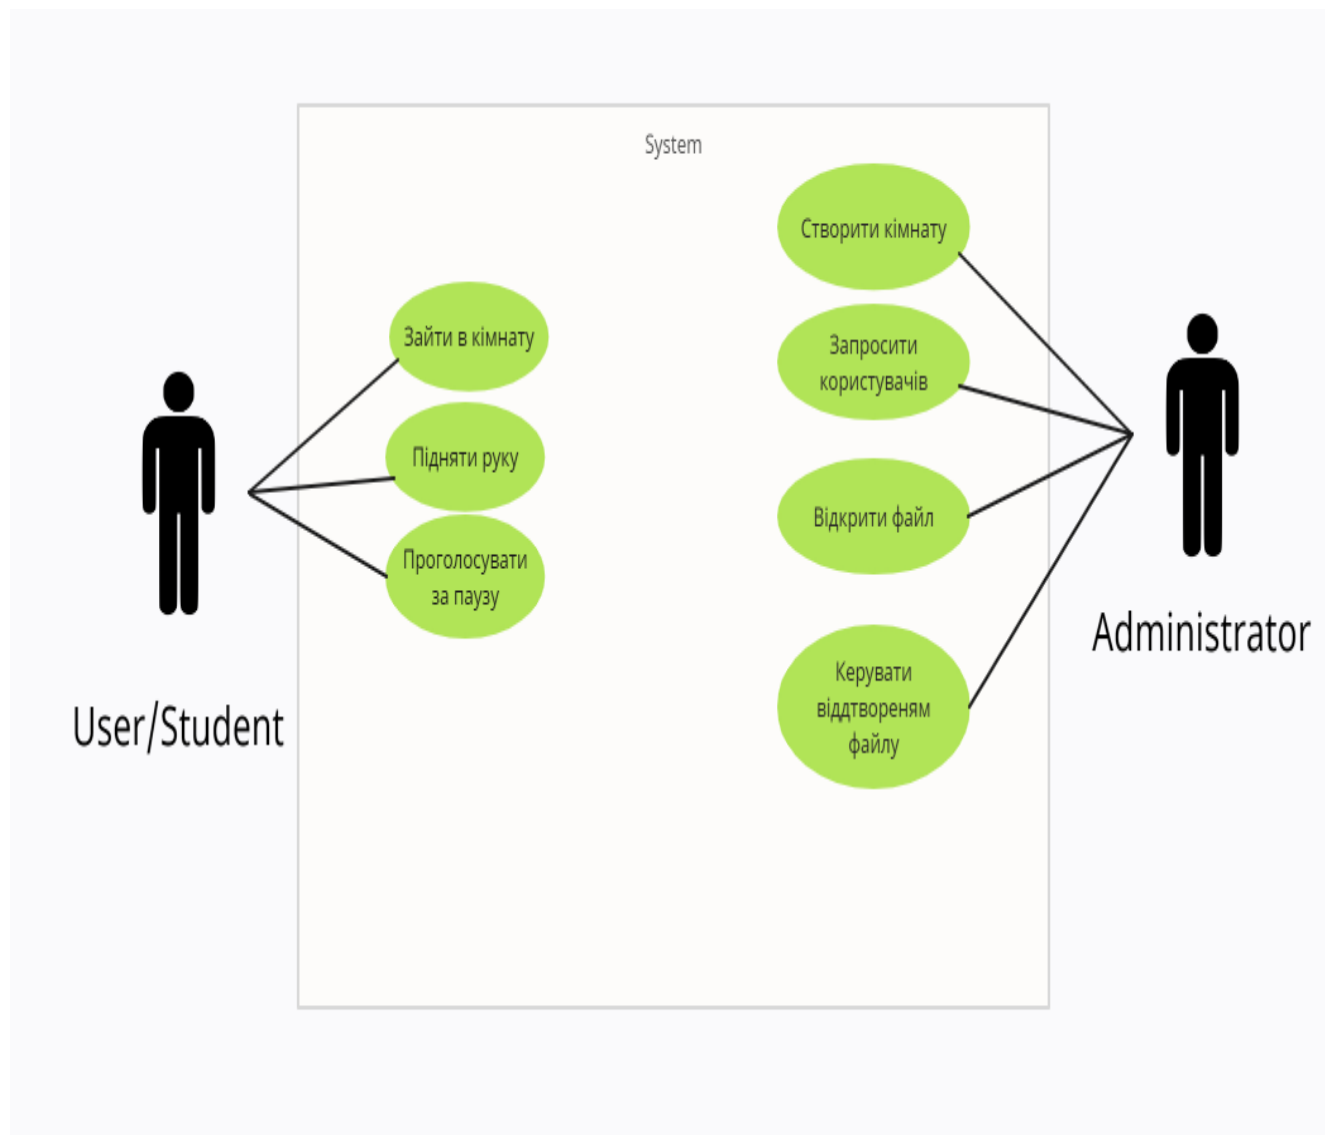 System
Створити кімнату
Зайти в кімнату
Запросити
користувачів
Підняти руку
Відкрити файл
Проголосувати
за паузу
Керувати
віддтвореням
файлу
User/Student
Administrator